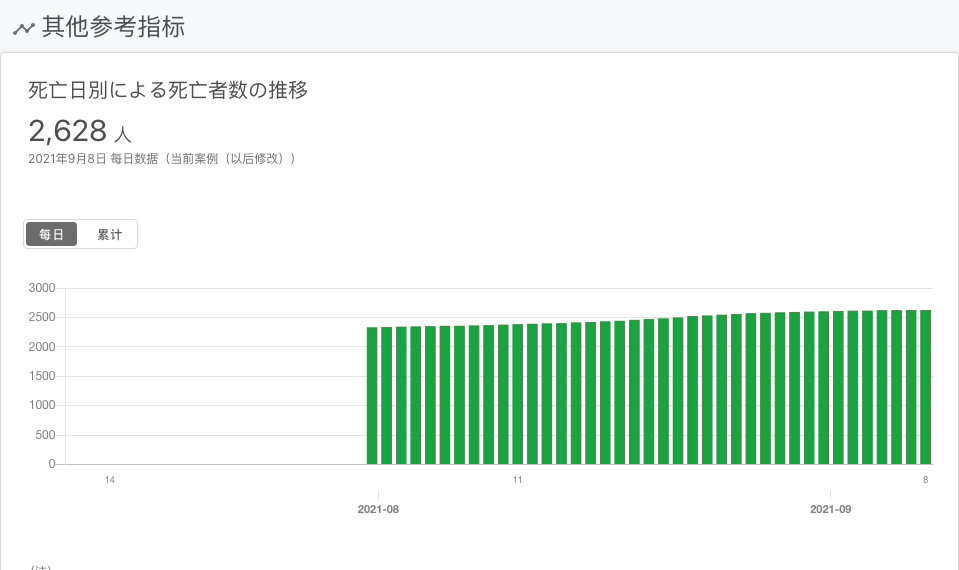 其他参考指标
死亡日別による死亡者数の推移
2,628 人
2021年9月8日 每日数据（当前案例（以后修改））
每日 累计
3000
2500
2000
1500
1000
500
0
14 11 8
2021-08 2021-09